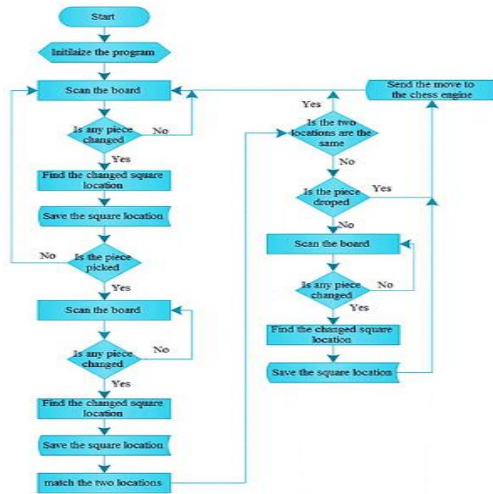 Start
Initilaize the program
Scan the board
Is any piece
changed
No
Yes
Find the changed square
location
Save the square location
Is the piece
picked
No
Yes
Scan the board
Is any piece
changed
No
Yes
Find the changed square
location
Save the square location
match the two locations
Send the move to
the chess engine
Yes
Is the two
locations are the
same
No
Is the piece
droped
Yes
No
Scan the board
Is any piece
changed
No
Yes
Find the changed square
location
Save the square location